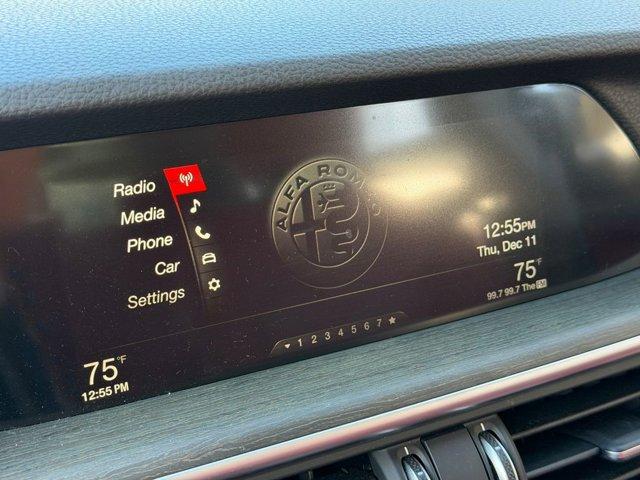 Radio
Media
Phone
Car
Settings
ALFA ROMEO
12:55PM
Thu, Dec 11
75°F
99.7 99.7 The FM
1 2 3 4 5 6 7
75°F
12:55 PM